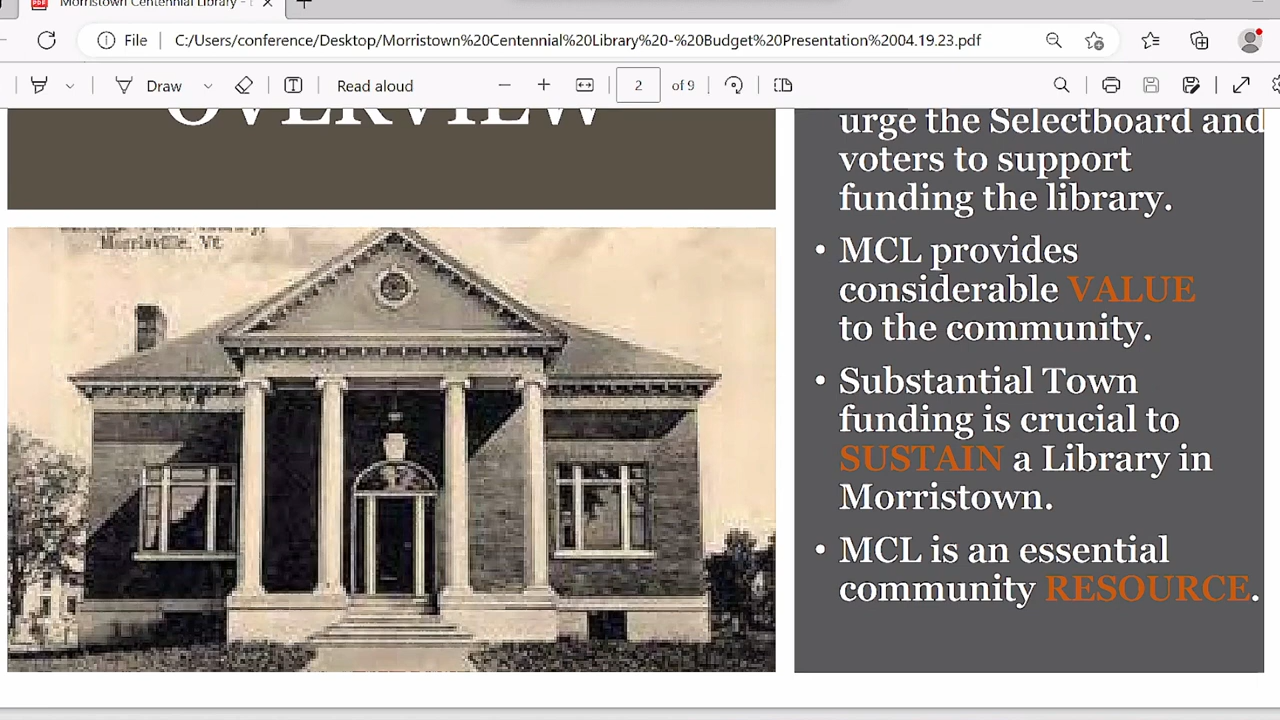 Morristown Centennial Library -
File
C:/Users/conference/Desktop/Morristown%20Centennial%20Library%20-%20Budget%20Presentation%2004.19.23.pdf
Draw
Read aloud
2
of 9
OVERVIEW
Morrisville, Vt.
urge the Selectboard and
voters to support
funding the library.
• MCL provides
considerable VALUE
to the community.
• Substantial Town
funding is crucial to
SUSTAIN a Library in
Morristown.
• MCL is an essential
community RESOURCE.